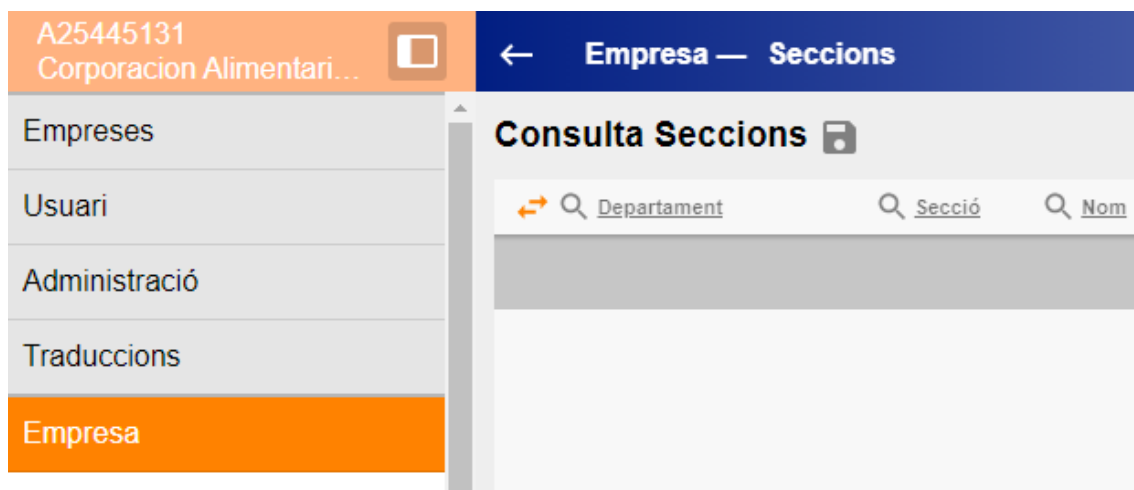 A25445131
Corporacion Alimentari...
Empresa — Seccions
Empreses
Usuari
Administració
Traduccions
Empresa
Consulta Seccions
Departament Secció Nom